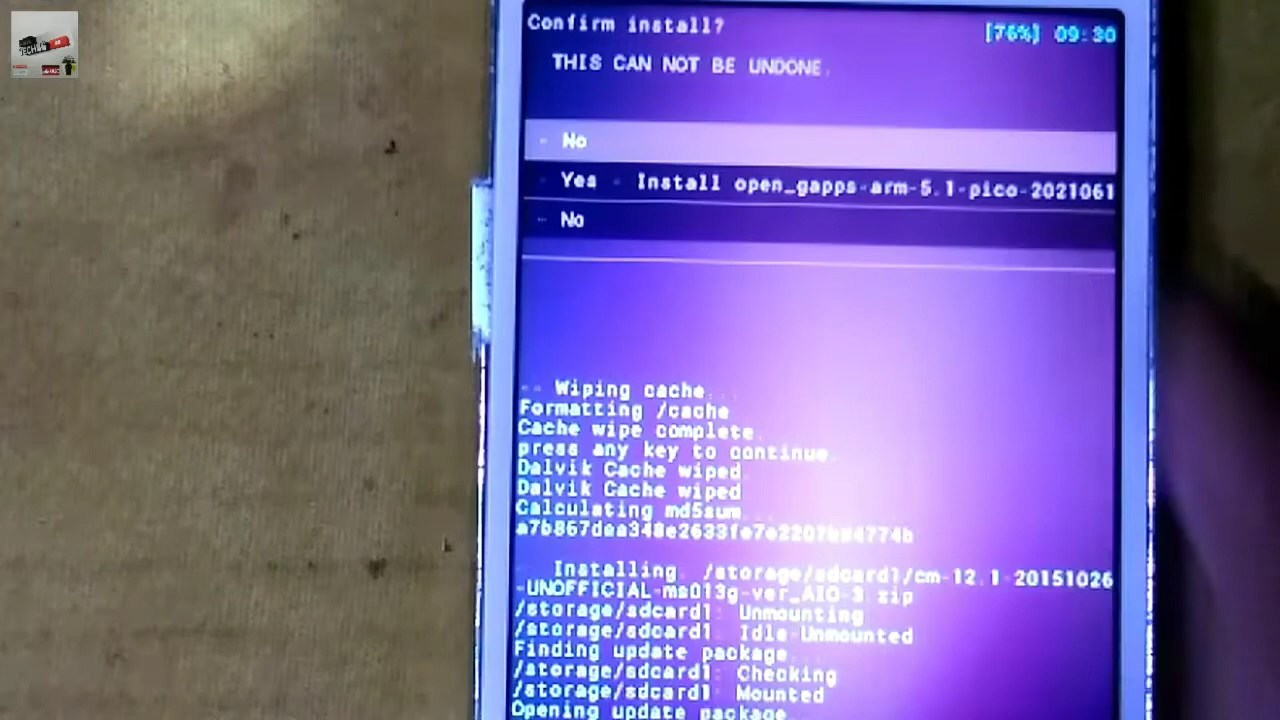 TECH
Confirm install?
[76%] 09:30
THIS CAN NOT BE UNDONE.
- No
- Yes - Install open_gapps-arm-5.1-pico-2021061
- No
-- Wiping cache...
Formatting /cache
Cache wipe complete.
press any key to continue.
Dalvik Cache wiped.
Dalvik Cache wiped
Calculating md5sum...
Installing. /storage/sdcard1/cm-12.1-20151026
-UNOFFICIAL-ms013g-ver_AIO-3.zip
/storage/sdcard1: Unmounting
/storage/sdcard1: Idle-Unmounted
Finding update package...
/storage/sdcard1: Checking
/storage/sdcard1: Mounted
Opening update package...